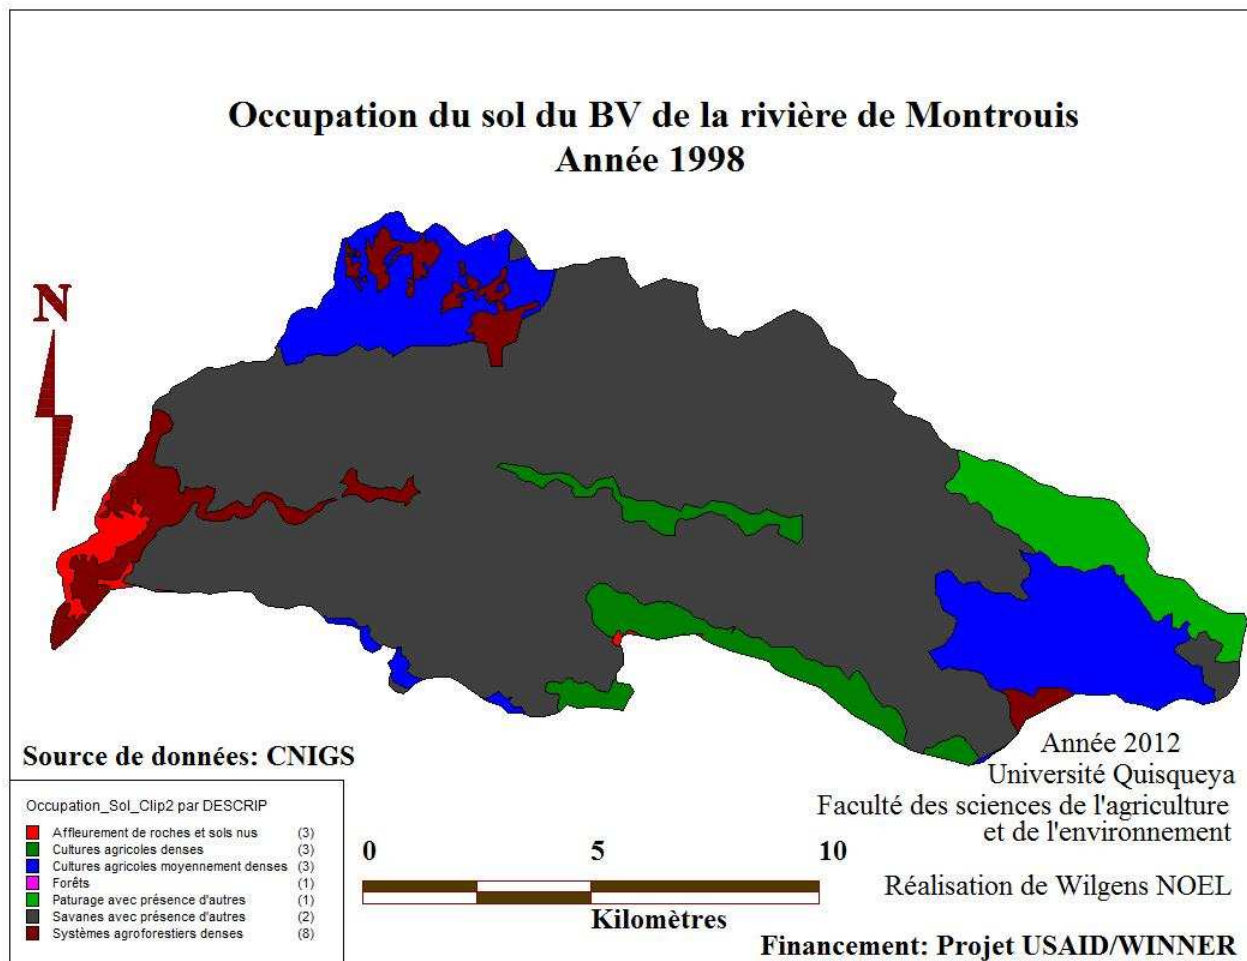 Occupation du sol du BV de la rivière de Montrouis
Année 1998
N
Source de données: CNIGS
Occupation_Sol_Clip2 par DESCRIP
Affleurement de roches et sols nus (3)
Cultures agricoles denses (3)
Cultures agricoles moyennement denses (3)
Forêts (1)
Paturage avec présence d'autres (1)
Savanes avec présence d'autres (2)
Systèmes agroforestiers denses (8)
0 5 10
Kilomètres
Année 2012
Université Quisqueya
Faculté des sciences de l'agriculture
et de l'environnement
Réalisation de Wilgens NOEL
Financement: Projet USAID/WINNER